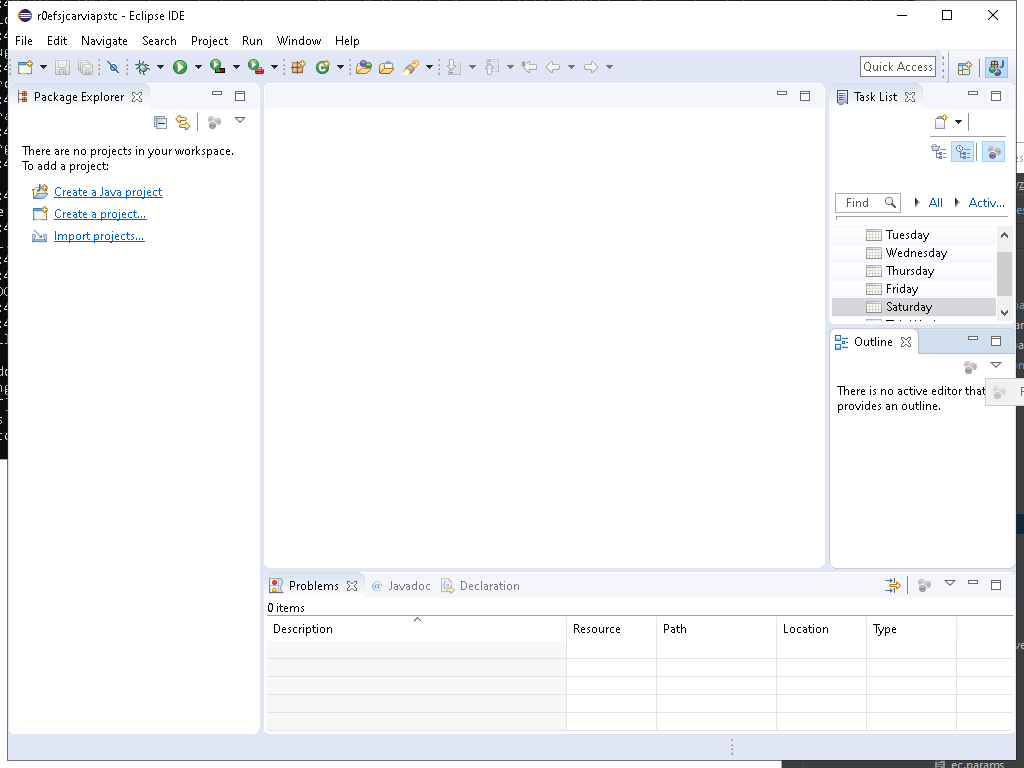 r0efsjcarviapstc - Eclipse IDE
File Edit Navigate Search Project Run Window Help
Quick Access
Package Explorer
There are no projects in your workspace.
To add a project:
Create a Java project
Create a project...
Import projects...
Task List
Find All Activ...
Tuesday
Wednesday
Thursday
Friday
Saturday
Outline
There is no active editor that
provides an outline.
Problems @ Javadoc Declaration
0 items
Description Resource Path Location Type
ec.params